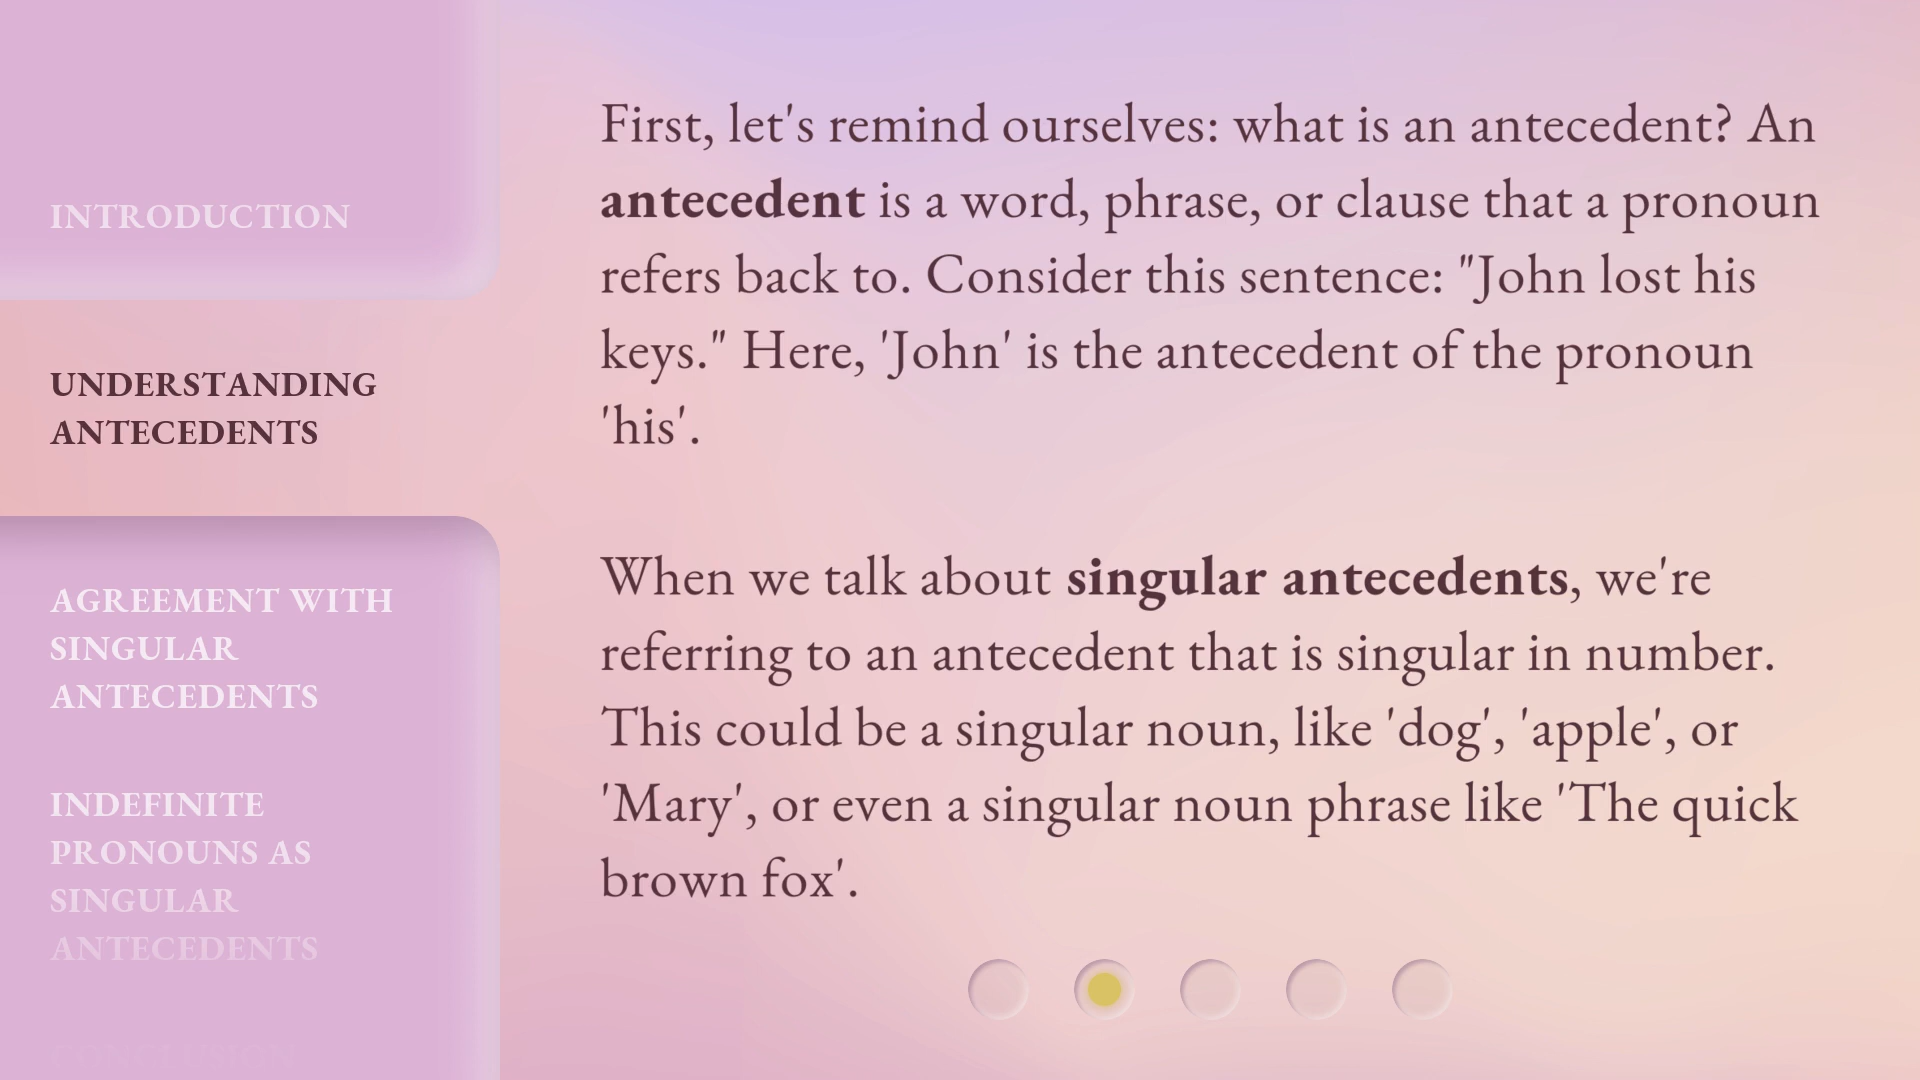 INTRODUCTION
UNDERSTANDING
ANTECEDENTS
AGREEMENT WITH
SINGULAR
ANTECEDENTS
INDEFINITE
PRONOUNS AS
SINGULAR
ANTECEDENTS
First, let's remind ourselves: what is an antecedent? An
antecedent is a word, phrase, or clause that a pronoun
refers back to. Consider this sentence: "John lost his
keys." Here, 'John' is the antecedent of the pronoun
'his'.
When we talk about singular antecedents, we're
referring to an antecedent that is singular in number.
This could be a singular noun, like 'dog', 'apple', or
'Mary', or even a singular noun phrase like 'The quick
brown fox'.